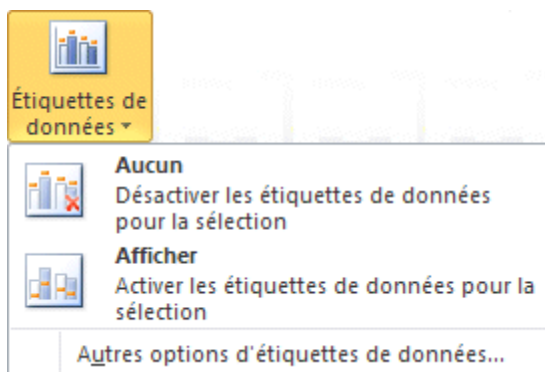 Étiquettes de
données
Aucun
Désactiver les étiquettes de données
pour la sélection
Afficher
Activer les étiquettes de données pour la
sélection
Autres options d'étiquettes de données...